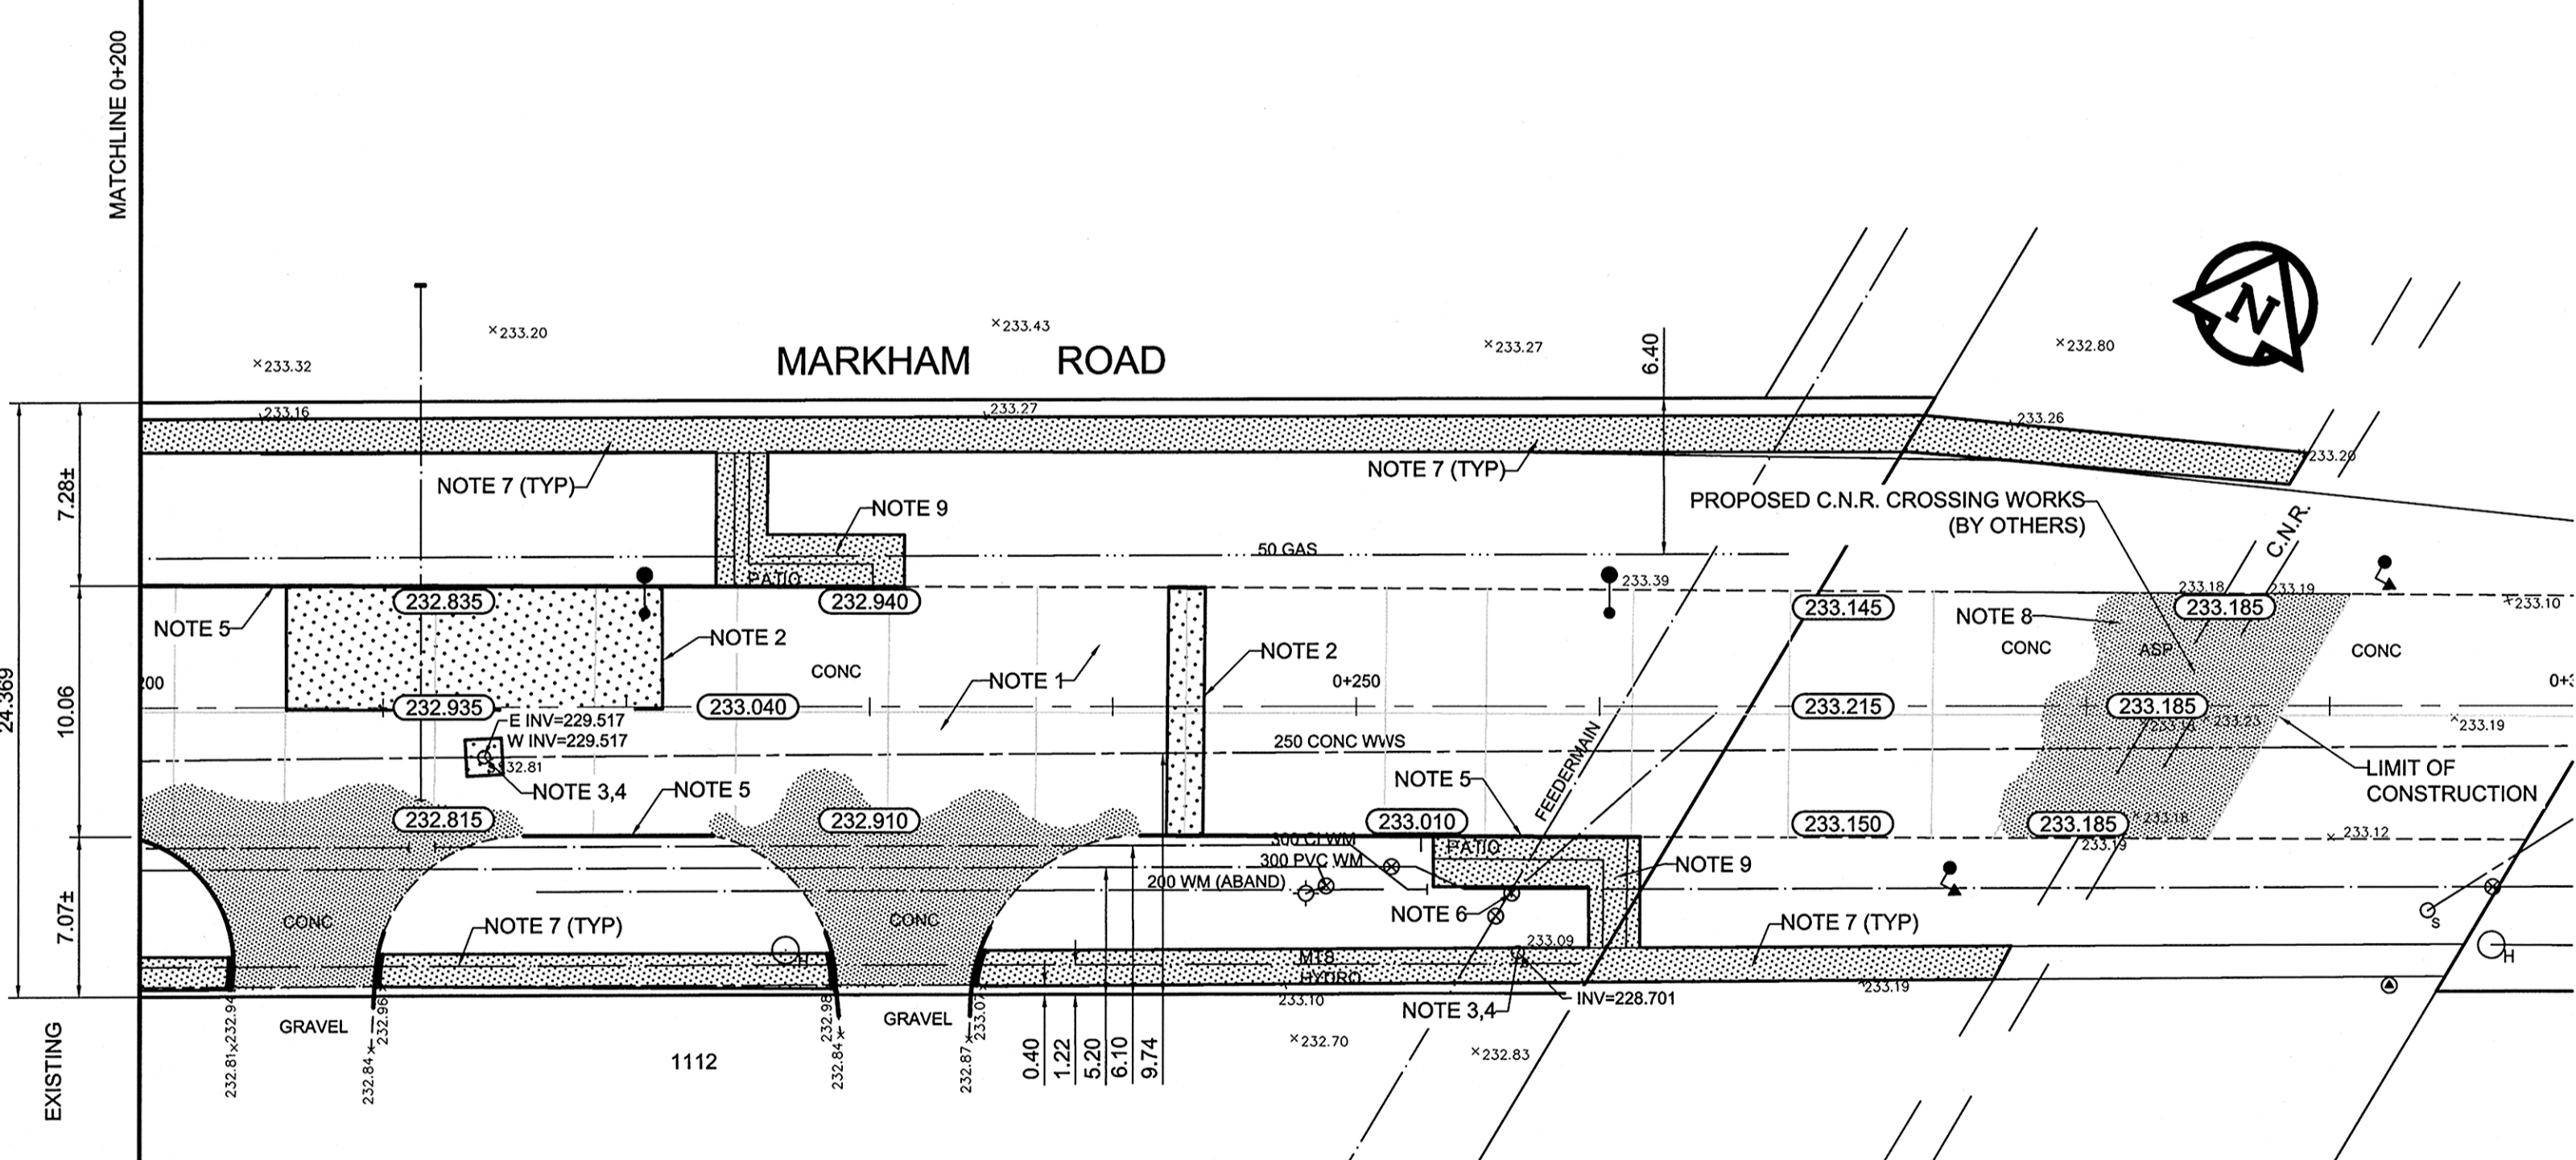 MATCHLINE 0+200
N
×233.32
×233.20
×233.43
×233.27
×232.80
MARKHAM ROAD
6.40
233.16
233.27
233.26
233.20
24.369
7.28±
10.06
7.07±
EXISTING
NOTE 7 (TYP)
NOTE 7 (TYP)
NOTE 9
PROPOSED C.N.R. CROSSING WORKS
(BY OTHERS)
C.N.R.
50 GAS
PATIO
233.39
233.18
233.19
232.835
232.940
233.145
233.185
233.10
NOTE 5
NOTE 2
NOTE 2
NOTE 8
CONC
CONC
ASP
CONC
NOTE 1
200
0+250
232.935
233.040
233.215
233.185
E INV=229.517
W INV=229.517
233.23
×233.19
250 CONC WWS
FEEDERMAIN
NOTE 3,4
NOTE 5
NOTE 5
LIMIT OF
CONSTRUCTION
232.815
232.910
233.010
233.150
233.185
233.18
233.12
233.19
300 CI WM
PATIO
300 PVC WM
200 WM (ABAND)
NOTE 9
NOTE 6
CONC
CONC
NOTE 7 (TYP)
NOTE 7 (TYP)
S
H
H
233.09
MTS
HYDRO
INV=228.701
233.10
233.19
NOTE 3,4
GRAVEL
GRAVEL
232.81×232.94
232.84×
232.96
232.98
232.84×
232.87×
233.07
1112
0.40
1.22
5.20
6.10
9.74
×232.70
×232.83